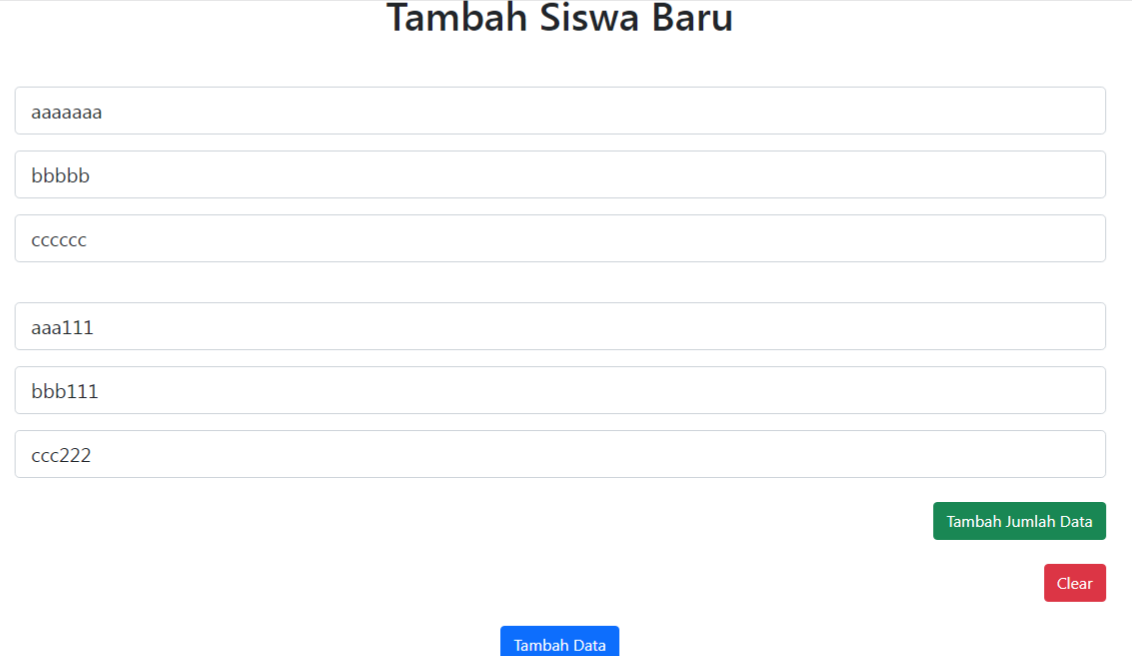 Tambah Siswa Baru
aaaaaaa
bbbbb
cccccc
aaa111
bbb111
ccc222
Tambah Jumlah Data
Clear
Tambah Data